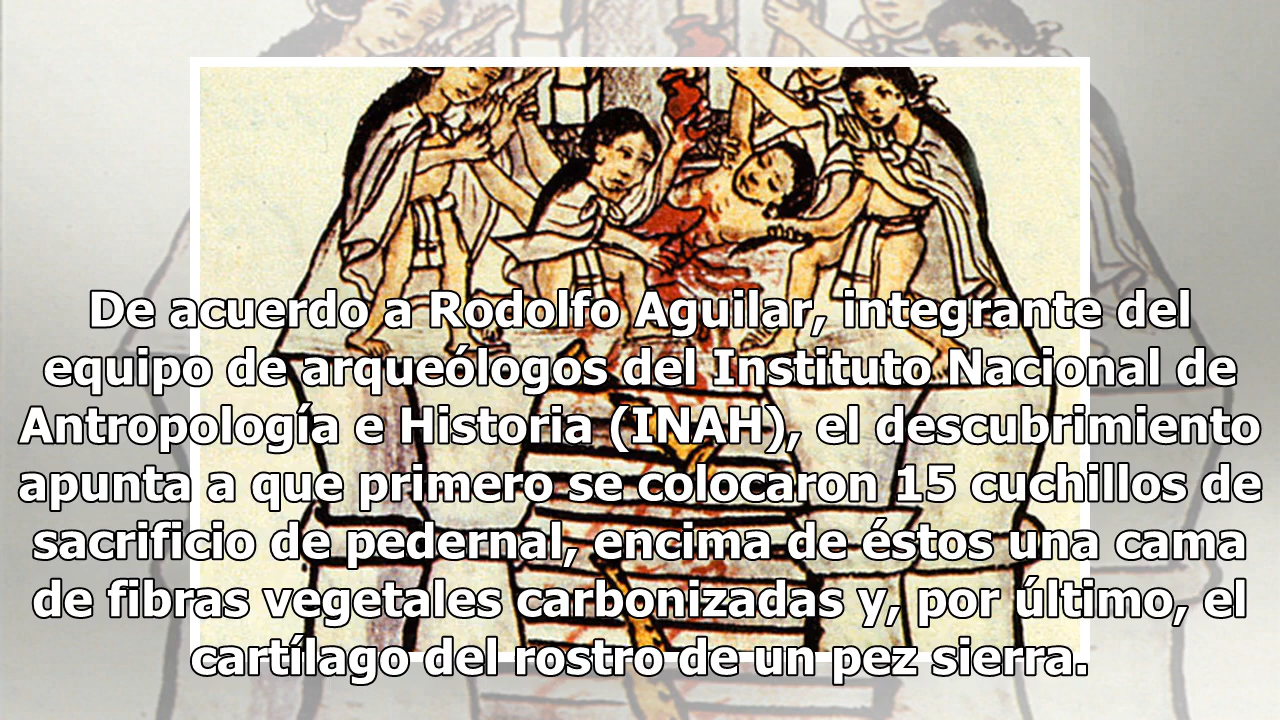 De acuerdo a Rodolfo Aguilar, integrante del
equipo de arqueólogos del Instituto Nacional de
Antropología e Historia (INAH), el descubrimiento
apunta a que primero se colocaron 15 cuchillos de
sacrificio de pedernal, encima de éstos una cama
de fibras vegetales carbonizadas y, por último, el
cartílago del rostro de un pez sierra.